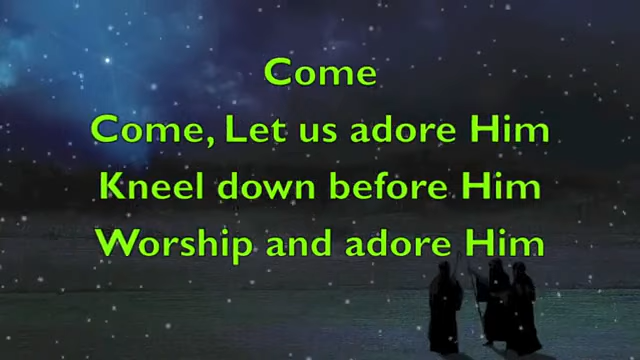 Come
Come, Let us adore Him
Kneel down before Him
Worship and adore Him